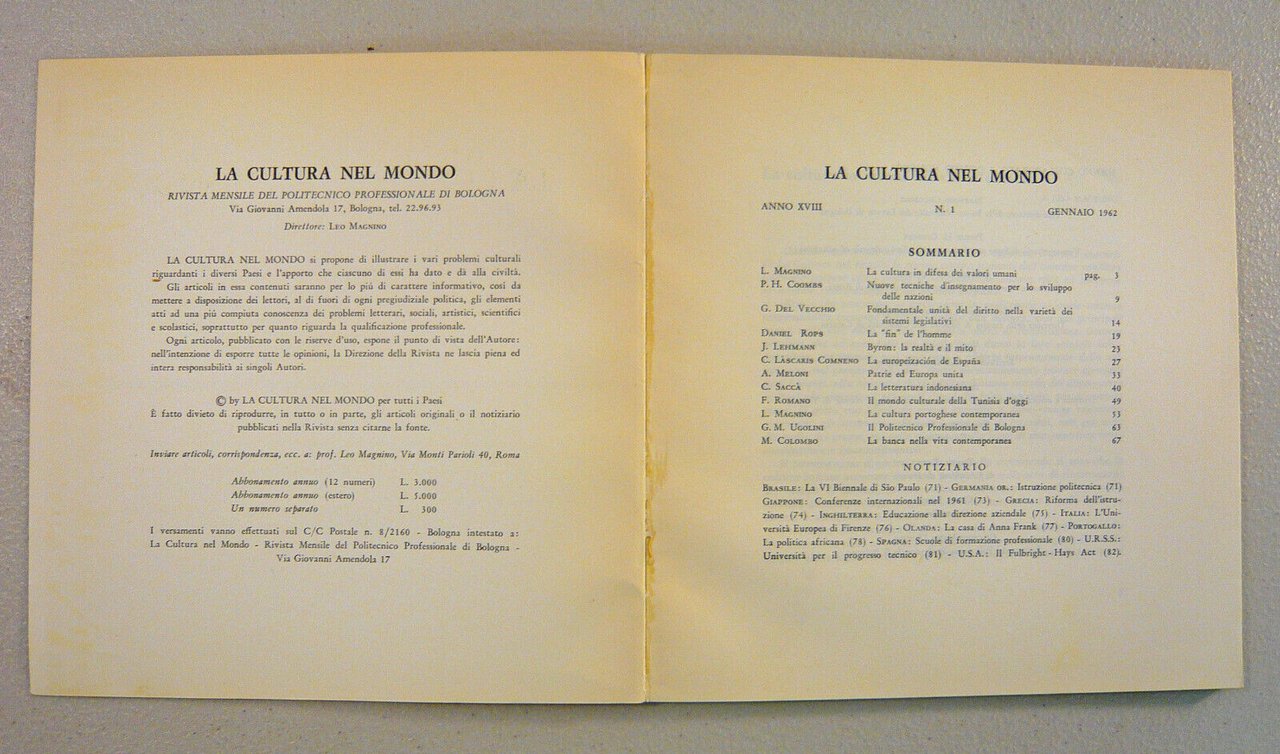 LA CULTURA NEL MONDO
RIVISTA MENSILE DEL POLITECNICO PROFESSIONALE DI BOLOGNA
Via Giovanni Amendola 17, Bologna, tel. 22.96.93
Direttore: LEO MAGNINO
LA CULTURA NEL MONDO si propone di illustrare i vari problemi culturali
riguardanti i diversi Paesi e l'apporto che ciascuno di essi ha dato e dà alla civiltà.
Gli articoli in essa contenuti saranno per lo più di carattere informativo, così da
mettere a disposizione dei lettori, al di fuori di ogni pregiudiziale politica, gli elementi
atti ad una più compiuta conoscenza dei problemi letterari, sociali, artistici, scientifici
e scolastici, soprattutto per quanto riguarda la qualificazione professionale.
Ogni articolo, pubblicato con le riserve d'uso, espone il punto di vista dell'Autore:
nell'intenzione di esporre tutte le opinioni, la Direzione della Rivista ne lascia piena ed
intera responsabilità ai singoli Autori.
© by LA CULTURA NEL MONDO per tutti i Paesi
È fatto divieto di riprodurre, in tutto o in parte, gli articoli originali o il notiziario
pubblicati nella Rivista senza citarne la fonte.
Inviare articoli, corrispondenza, ecc. a: prof. Leo Magnino, Via Monti Parioli 40, Roma
Abbonamento annuo (12 numeri) L. 3.000
Abbonamento annuo (estero) L. 5.000
Un numero separato L. 300
I versamenti vanno effettuati sul C/C Postale n. 8/2160 - Bologna intestato a:
La Cultura nel Mondo - Rivista Mensile del Politecnico Professionale di Bologna -
Via Giovanni Amendola 17
LA CULTURA NEL MONDO
ANNO XVIII N. 1 GENNAIO 1962
SOMMARIO
L. MAGNINO La cultura in difesa dei valori umani pag. 3
P. H. COOMBS Nuove tecniche d'insegnamento per lo sviluppo
delle nazioni 9
G. DEL VECCHIO Fondamentale unità del diritto nella varietà dei
sistemi legislativi 14
DANIEL ROPS La "fin" de l'homme 19
J. LEHMANN Byron: la realtà e il mito 23
C. LÀSCARIS COMNENO La europeización de España 27
A. MELONI Patrie ed Europa unita 33
C. SACCÀ La letteratura indonesiana 40
F. ROMANO Il mondo culturale della Tunisia d'oggi 49
L. MAGNINO La cultura portoghese contemporanea 53
G. M. UGOLINI Il Politecnico Professionale di Bologna 63
M. COLOMBO La banca nella vita contemporanea 67
NOTIZIARIO
BRASILE: La VI Biennale di São Paulo (71) - GERMANIA OR.: Istruzione politecnica (71)
GIAPPONE: Conferenze internazionali nel 1961 (73) - GRECIA: Riforma dell'istru-
zione (74) - INGHILTERRA: Educazione alla direzione aziendale (75) - ITALIA: L'Uni-
versità Europea di Firenze (76) - OLANDA: La casa di Anna Frank (77) - PORTOGALLO:
La politica africana (78) - SPAGNA: Scuole di formazione professionale (80) - U.R.S.S.:
Università per il progresso tecnico (81) - U.S.A.: Il Fulbright - Hays Act (82).